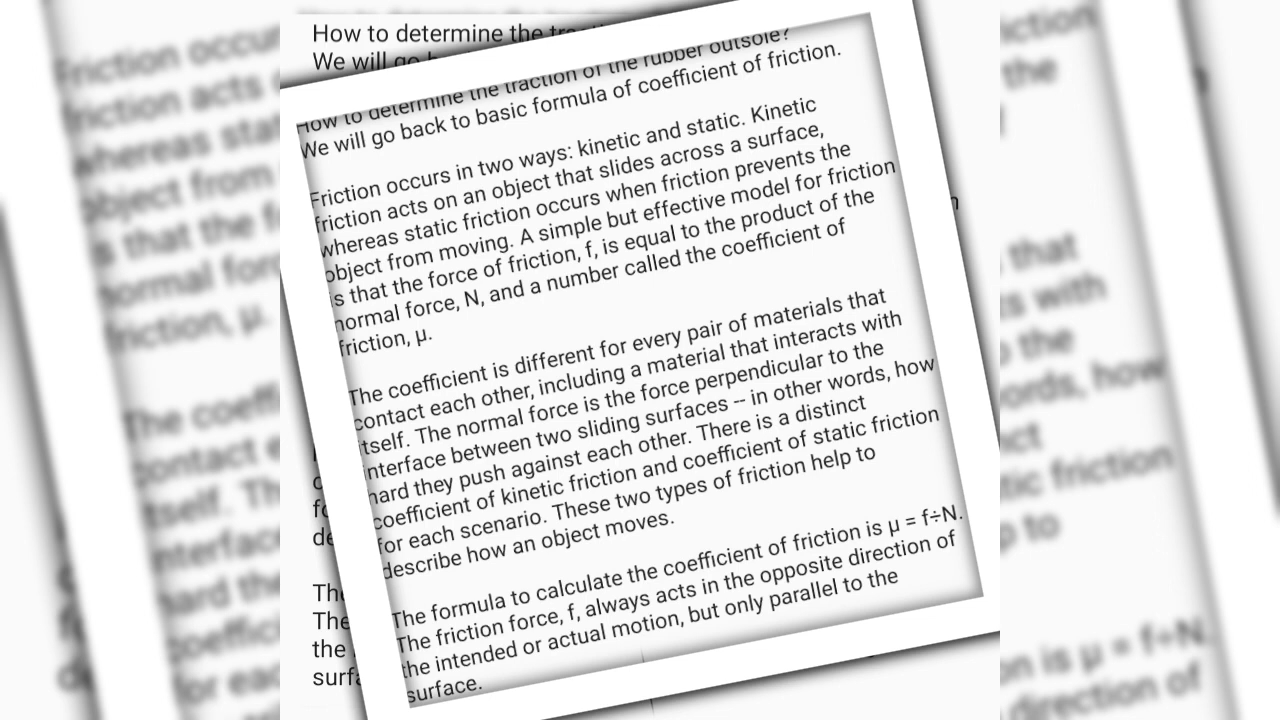 How to determine the
We will go
How to determine the traction of the rubber outsole?
We will go back to basic formula of coefficient of friction.
Friction occurs in two ways: kinetic and static. Kinetic
friction acts on an object that slides across a surface,
whereas static friction occurs when friction prevents the
object from moving. A simple but effective model for friction
is that the force of friction, f, is equal to the product of the
normal force, N, and a number called the coefficient of
friction, μ.
The coefficient is different for every pair of materials that
contact each other, including a material that interacts with
itself. The normal force is the force perpendicular to the
interface between two sliding surfaces -- in other words, how
hard they push against each other. There is a distinct
coefficient of kinetic friction and coefficient of static friction
for each scenario. These two types of friction help to
describe how an object moves.
The formula to calculate the coefficient of friction is μ = f÷N.
The friction force, f, always acts in the opposite direction of
the intended or actual motion, but only parallel to the
surface.